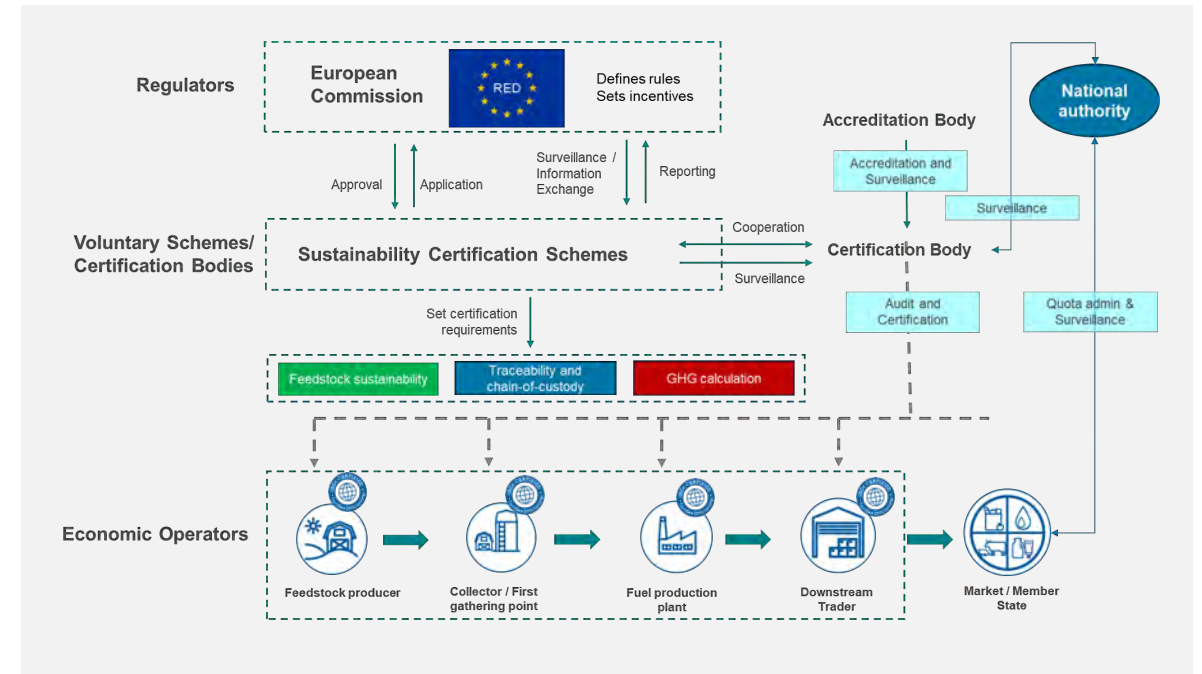 Regulators
European
Commission
RED
Defines rules
Sets incentives
National
authority
Accreditation Body
Accreditation and
Surveillance
Surveillance
Approval
Application
Surveillance /
Information
Exchange
Reporting
Voluntary Schemes/
Certification Bodies
Sustainability Certification Schemes
Cooperation
Surveillance
Certification Body
Audit and
Certification
Quota admin &
Surveillance
Set certification
requirements
Feedstock sustainability
Traceability and
chain-of-custody
GHG calculation
Economic Operators
Feedstock producer
Collector / First
gathering point
Fuel production
plant
Downstream
Trader
Market / Member
State